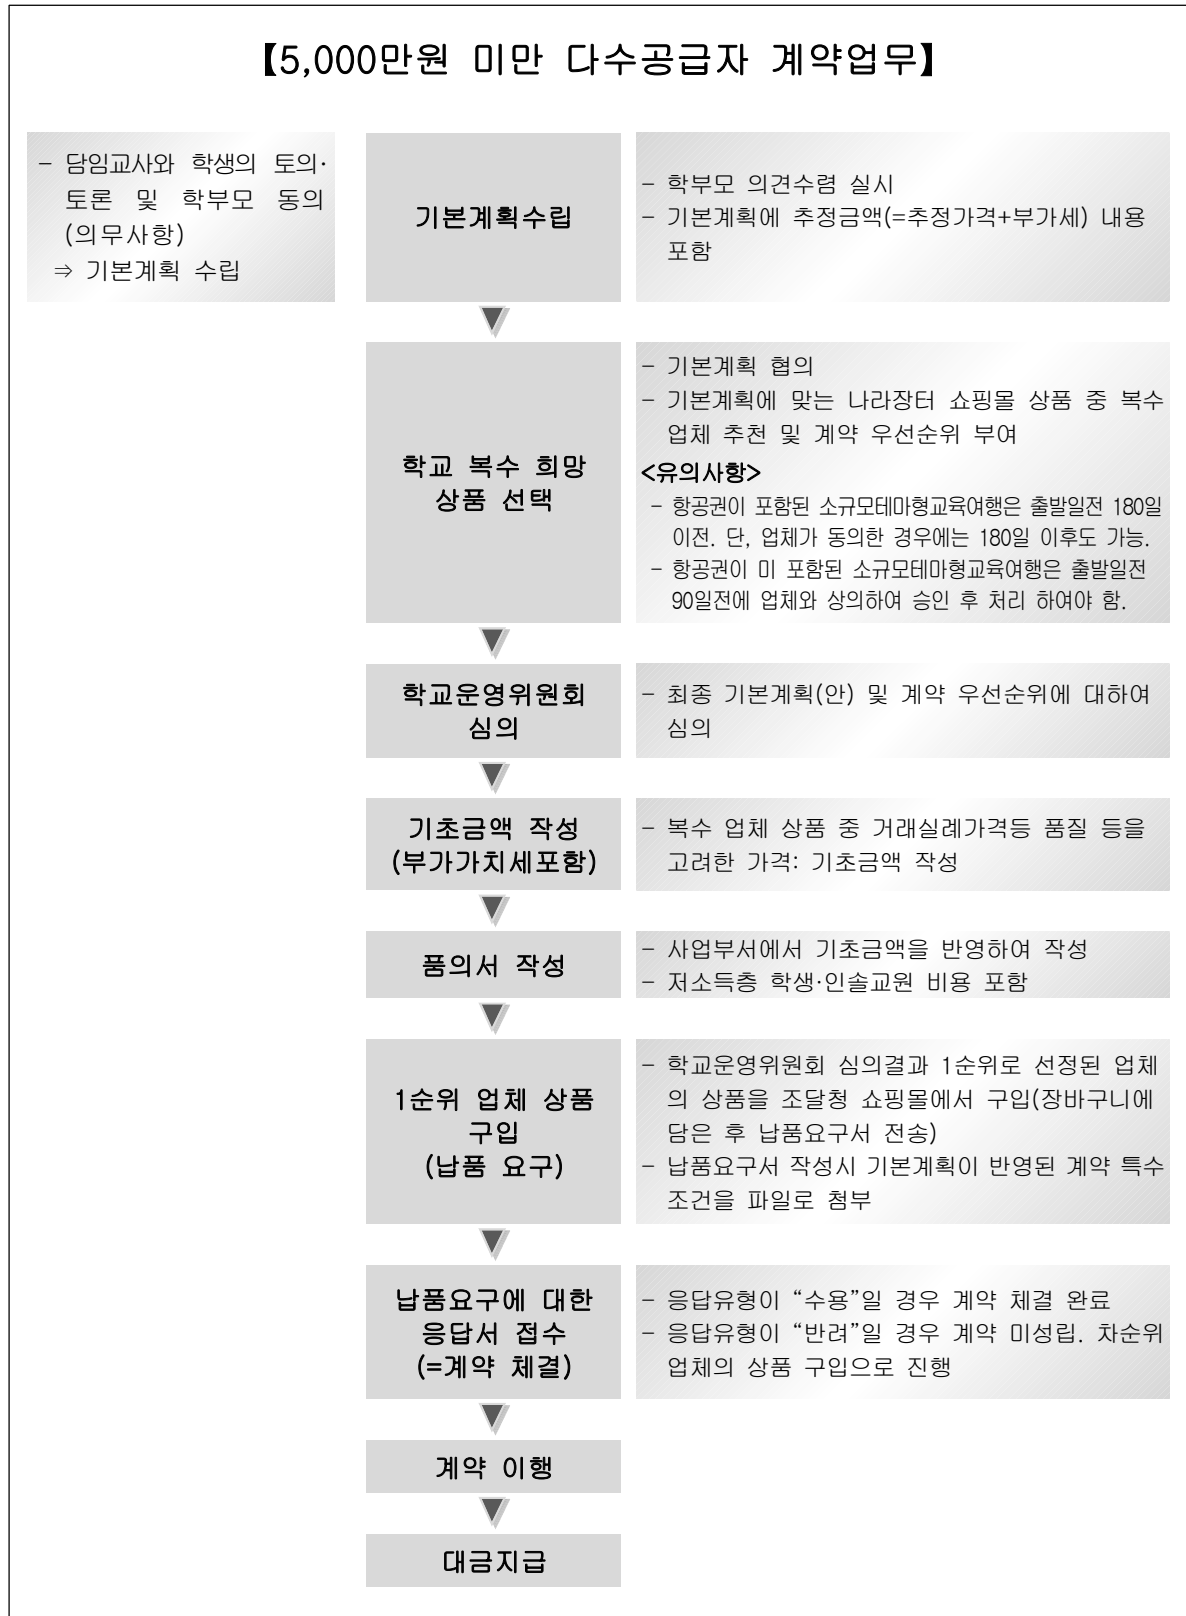 【5,000만원 미만 다수공급자 계약업무】
- 담임교사와 학생의 토의·
토론 및 학부모 동의
(의무사항)
⇒ 기본계획 수립
기본계획수립
- 학부모 의견수렴 실시
- 기본계획에 추정금액(=추정가격+부가세) 내용
포함
학교 복수 희망
상품 선택
- 기본계획 협의
- 기본계획에 맞는 나라장터 쇼핑몰 상품 중 복수
업체 추천 및 계약 우선순위 부여
<유의사항>
- 항공권이 포함된 소규모테마형교육여행은 출발일전 180일
이전. 단, 업체가 동의한 경우에는 180일 이후도 가능.
- 항공권이 미 포함된 소규모테마형교육여행은 출발일전
90일전에 업체와 상의하여 승인 후 처리 하여야 함.
학교운영위원회
심의
- 최종 기본계획(안) 및 계약 우선순위에 대하여
심의
기초금액 작성
(부가가치세포함)
- 복수 업체 상품 중 거래실례가격등 품질 등을
고려한 가격: 기초금액 작성
품의서 작성
- 사업부서에서 기초금액을 반영하여 작성
- 저소득층 학생·인솔교원 비용 포함
1순위 업체 상품
구입
(납품 요구)
- 학교운영위원회 심의결과 1순위로 선정된 업체
의 상품을 조달청 쇼핑몰에서 구입(장바구니에
담은 후 납품요구서 전송)
- 납품요구서 작성시 기본계획이 반영된 계약 특수
조건을 파일로 첨부
납품요구에 대한
응답서 접수
(=계약 체결)
- 응답유형이 “수용”일 경우 계약 체결 완료
- 응답유형이 “반려”일 경우 계약 미성립. 차순위
업체의 상품 구입으로 진행
계약 이행
대금지급